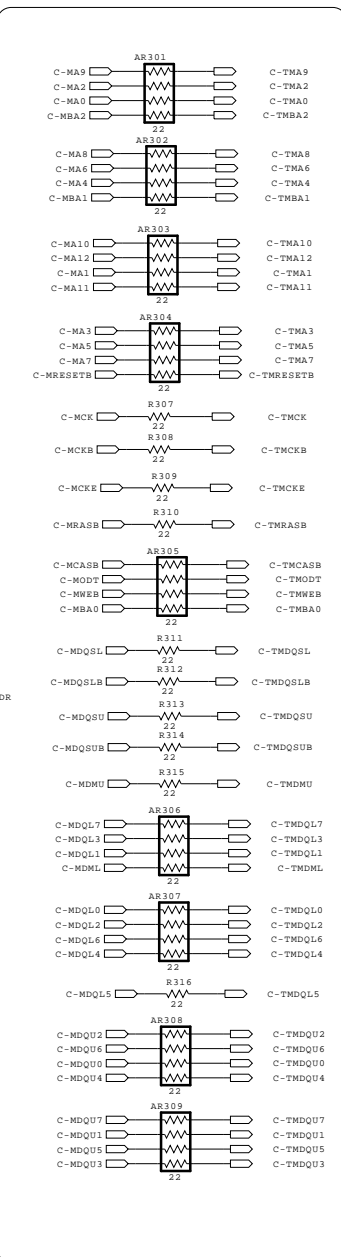 AR301
C-MA9 C-TMA9
C-MA2 C-TMA2
C-MA0 C-TMA0
C-MBA2 C-TMBA2
22
AR302
C-MA8 C-TMA8
C-MA6 C-TMA6
C-MA4 C-TMA4
C-MBA1 C-TMBA1
22
AR303
C-MA10 C-TMA10
C-MA12 C-TMA12
C-MA1 C-TMA1
C-MA11 C-TMA11
22
AR304
C-MA3 C-TMA3
C-MA5 C-TMA5
C-MA7 C-TMA7
C-MRESETB C-TMRESETB
22
R307
C-MCK C-TMCK
22
R308
C-MCKB C-TMCKB
22
R309
C-MCKE C-TMCKE
22
R310
C-MRASB C-TMRASB
22
AR305
C-MCASB C-TMCASB
C-MODT C-TMODT
C-MWEB C-TMWEB
C-MBA0 C-TMBA0
22
R311
C-MDQSL C-TMDQSL
22
R312
C-MDQSLB C-TMDQSLB
22
DR
R313
C-MDQSU C-TMDQSU
22
R314
C-MDQSUB C-TMDQSUB
22
R315
C-MDMU C-TMDMU
22
AR306
C-MDQL7 C-TMDQL7
C-MDQL3 C-TMDQL3
C-MDQL1 C-TMDQL1
C-MDML C-TMDML
22
AR307
C-MDQL0 C-TMDQL0
C-MDQL2 C-TMDQL2
C-MDQL6 C-TMDQL6
C-MDQL4 C-TMDQL4
22
R316
C-MDQL5 C-TMDQL5
22
AR308
C-MDQU2 C-TMDQU2
C-MDQU6 C-TMDQU6
C-MDQU0 C-TMDQU0
C-MDQU4 C-TMDQU4
22
AR309
C-MDQU7 C-TMDQU7
C-MDQU1 C-TMDQU1
C-MDQU5 C-TMDQU5
C-MDQU3 C-TMDQU3
22